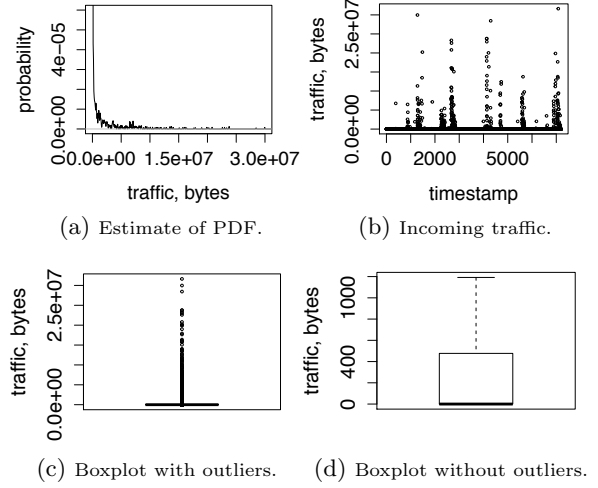 probability
0.0e+00 4e-05
0.0e+00 1.5e+07 3.0e+07
traffic, bytes
(a) Estimate of PDF.
traffic, bytes
0.0e+00 2.5e+07
0 2000 5000
timestamp
(b) Incoming traffic.
traffic, bytes
0.0e+00 2.5e+07
(c) Boxplot with outliers.
traffic, bytes
0 400 1000
(d) Boxplot without outliers.